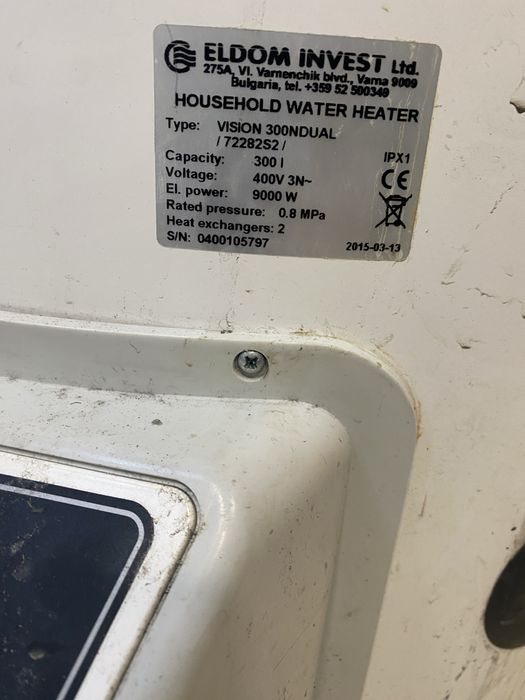 ELDOM INVEST Ltd.
275A, Vl. Varnenchik blvd., Varna 9009
Bulgaria, tel. +359 52 500349
HOUSEHOLD WATER HEATER
Type: VISION 300NDUAL
/ 72282S2 /
Capacity: 300 l
IPX1
Voltage: 400V 3N~
CE
El. power: 9000 W
Rated pressure: 0.8 MPa
Heat exchangers: 2
S/N: 0400105797
2015-03-13